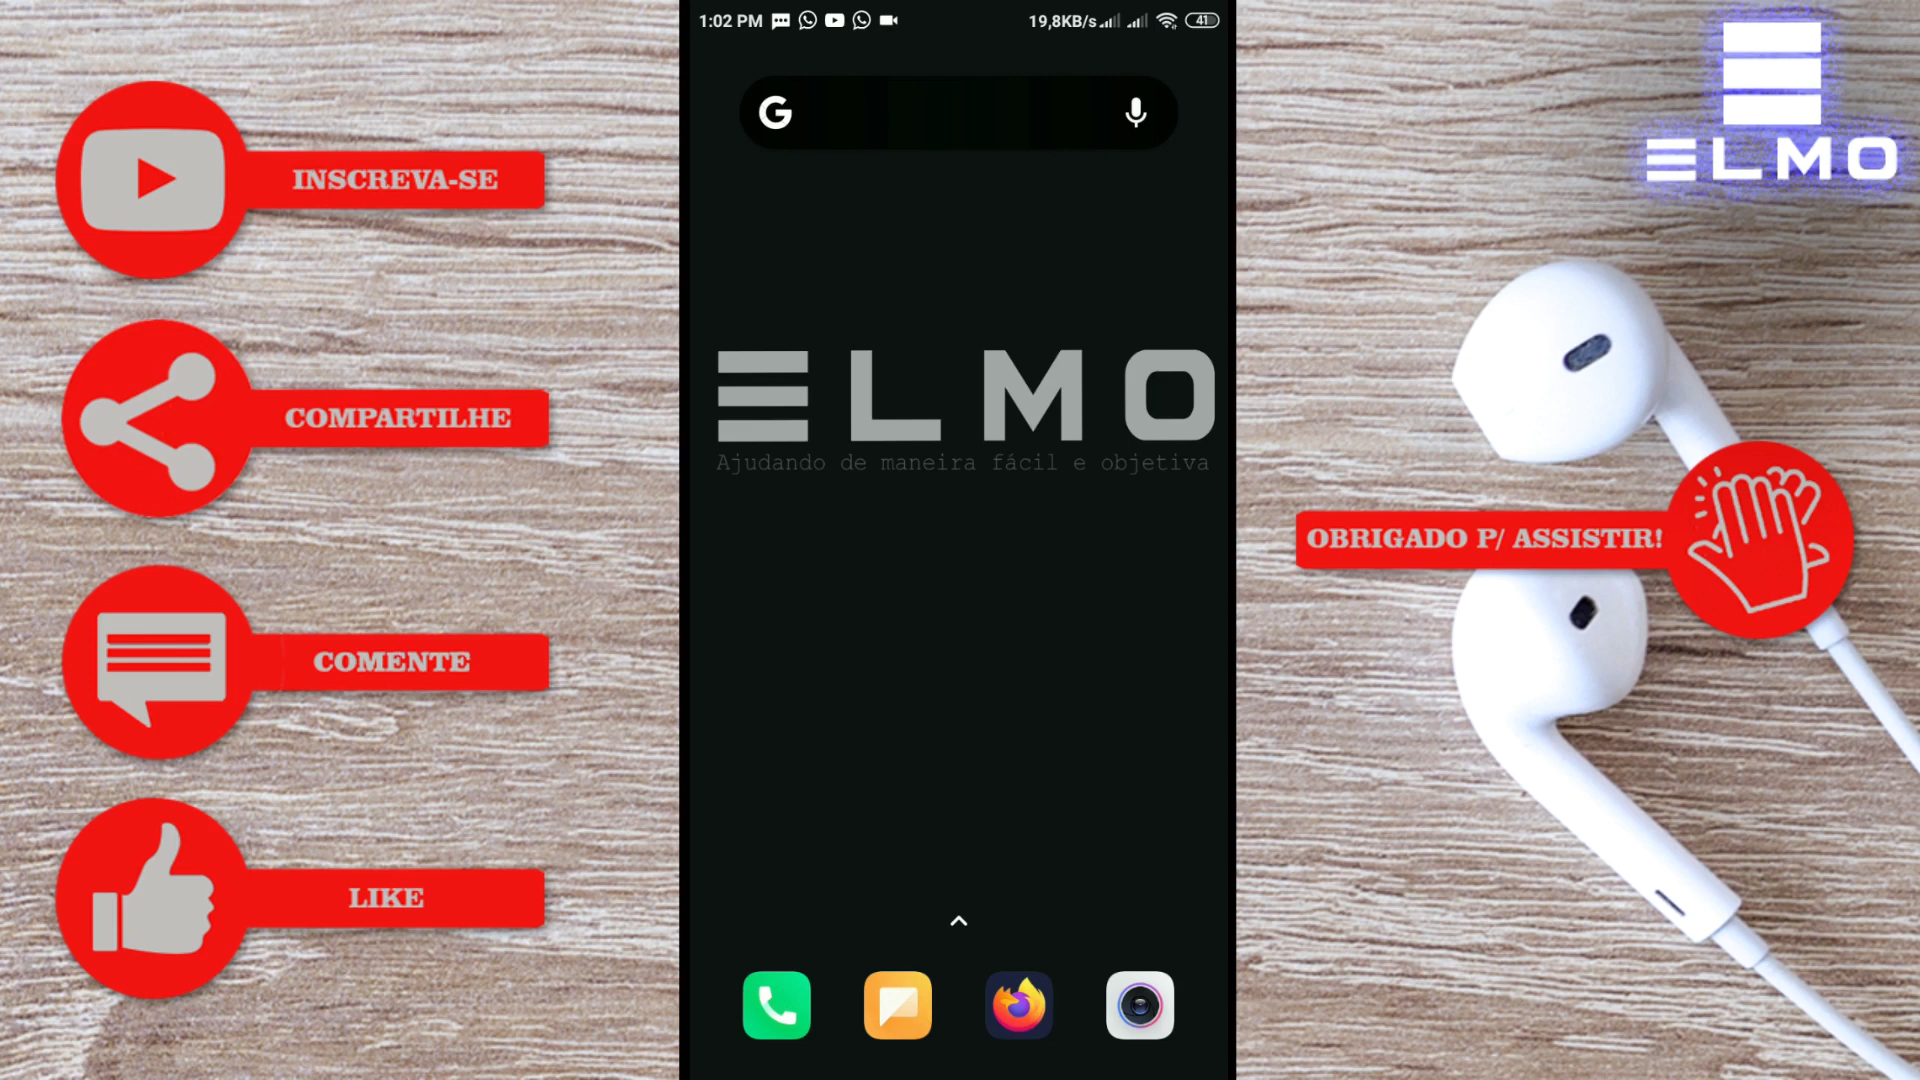 1:02 PM
19,8KB/s
41
G
INSCREVA-SE
COMPARTILHE
COMENTE
LIKE
ELMO
Ajudando de maneira fácil e objetiva
ELMO
OBRIGADO P/ ASSISTIR!